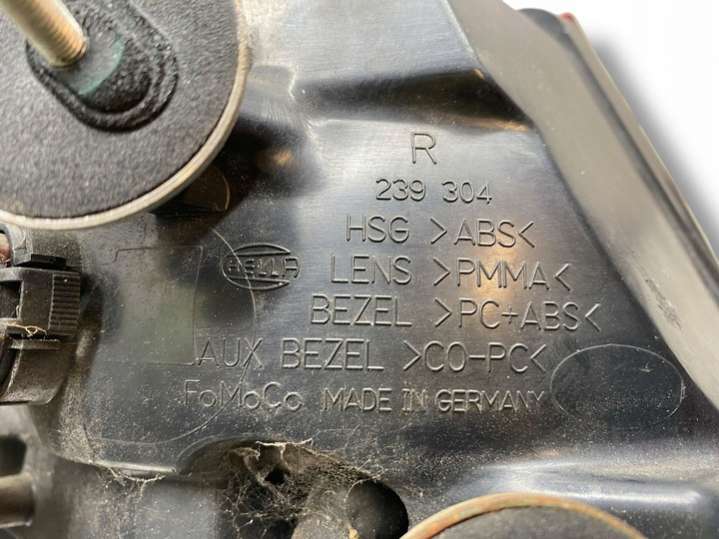 R
239 304
HSG >ABS<
HELLA
LENS >PMMA<
BEZEL >PC+ABS<
AUX BEZEL >CO-PC<
FoMoCo MADE IN GERMANY